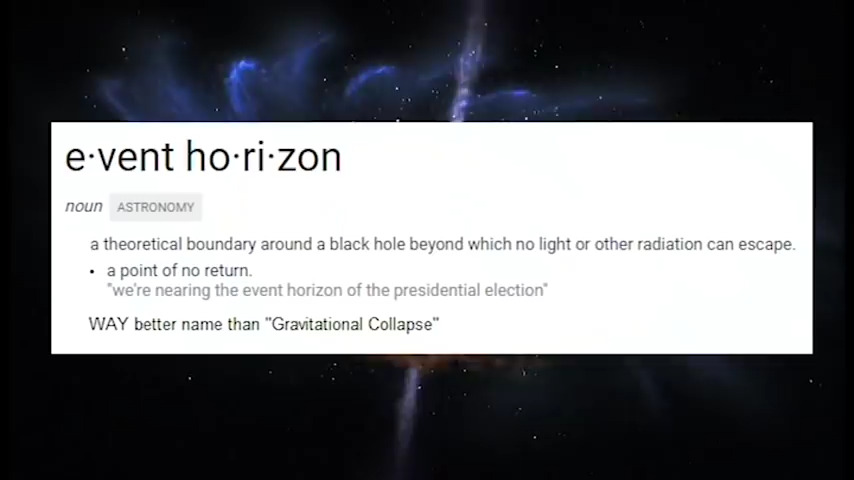 e·vent ho·ri·zon
noun ASTRONOMY
a theoretical boundary around a black hole beyond which no light or other radiation can escape.
• a point of no return.
"we're nearing the event horizon of the presidential election"
WAY better name than "Gravitational Collapse"